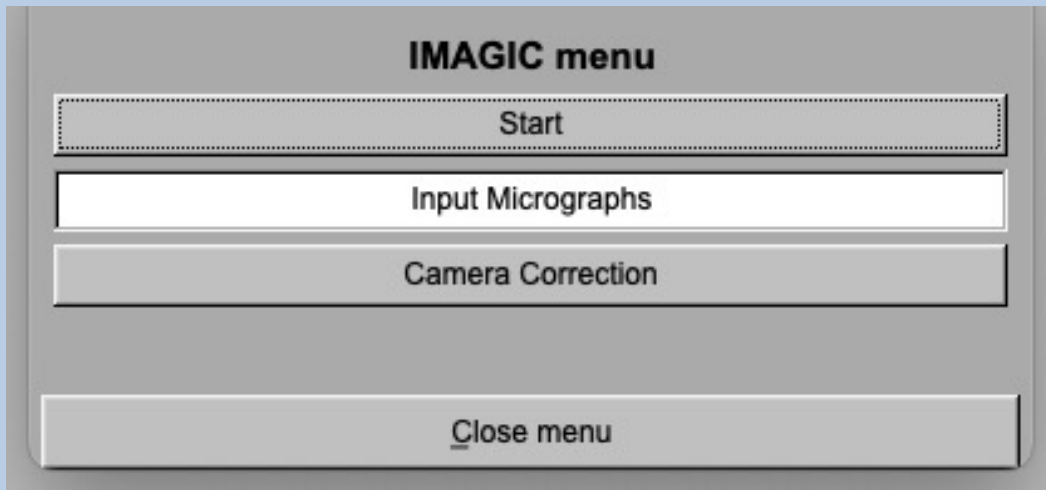 IMAGIC menu
Start
Input Micrographs
Camera Correction
Close menu